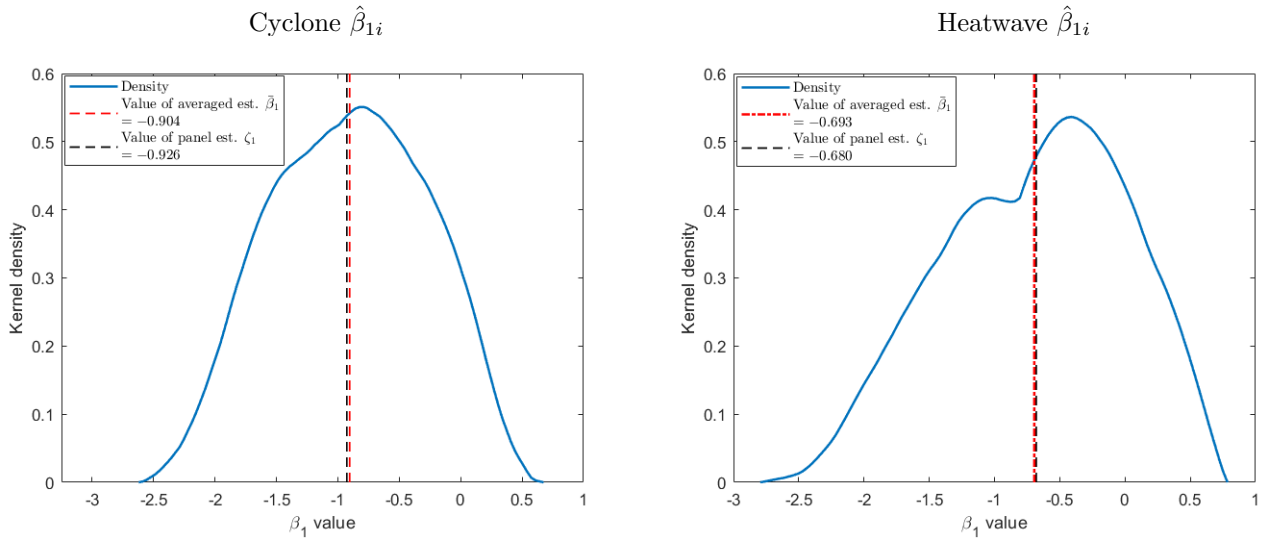 Cyclone β̂₁ᵢ
0.6
0.5
0.4
0.3
0.2
0.1
0
Kernel density
Density
Value of averaged est. β̄₁
= −0.904
Value of panel est. ζ₁
= −0.926
-3 -2.5 -2 -1.5 -1 -0.5 0 0.5 1
β₁ value
Heatwave β̂₁ᵢ
0.6
0.5
0.4
0.3
0.2
0.1
0
Kernel density
Density
Value of averaged est. β̄₁
= −0.693
Value of panel est. ζ₁
= −0.680
-3 -2.5 -2 -1.5 -1 -0.5 0 0.5 1
β₁ value